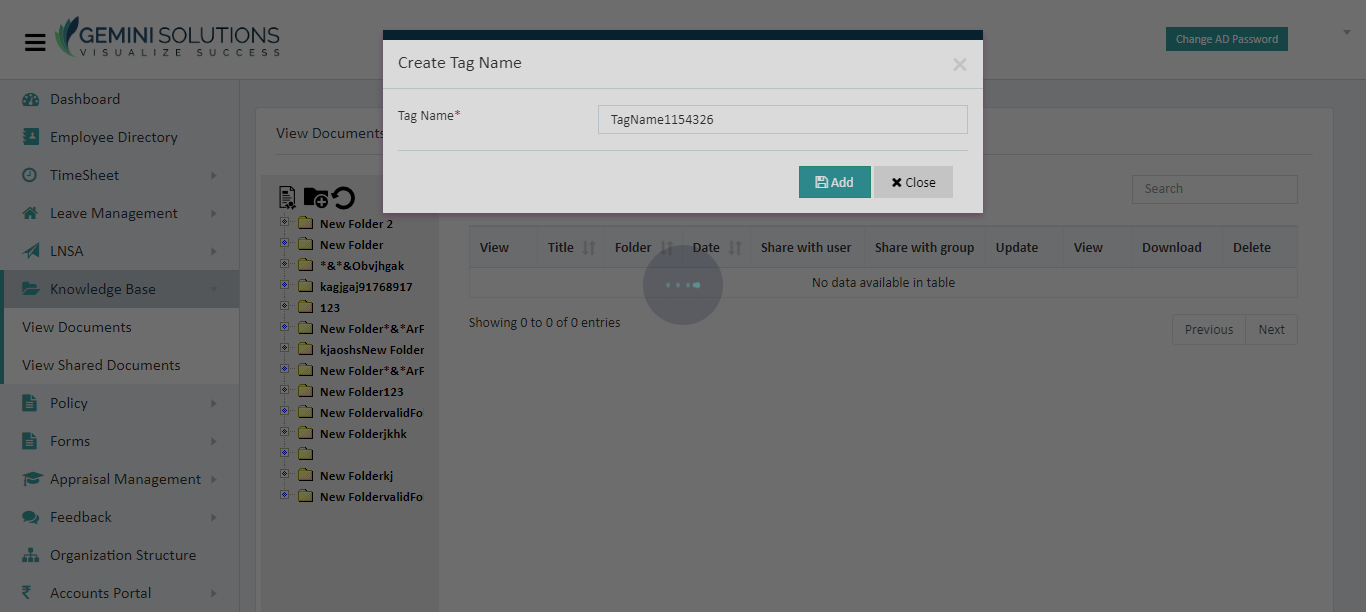 GEMINI SOLUTIONS
VISUALIZE SUCCESS
Change AD Password
Create Tag Name
×
Tag Name*
TagName1154326
Add
Close
Dashboard
Employee Directory
TimeSheet
Leave Management
LNSA
Knowledge Base
View Documents
View Shared Documents
Policy
Forms
Appraisal Management
Feedback
Organization Structure
Accounts Portal
View Documents
New Folder 2
New Folder
*&*&Obvjhgak
kagjgaj91768917
123
New Folder*&*ArF
kjaoshsNew Folder
New Folder*&*ArF
New Folder123
New FoldervalidFo
New Folderjkhk
New Folderkj
New FoldervalidFo
Search
View Title Folder Date Share with user Share with group Update View Download Delete
No data available in table
Showing 0 to 0 of 0 entries
Previous Next